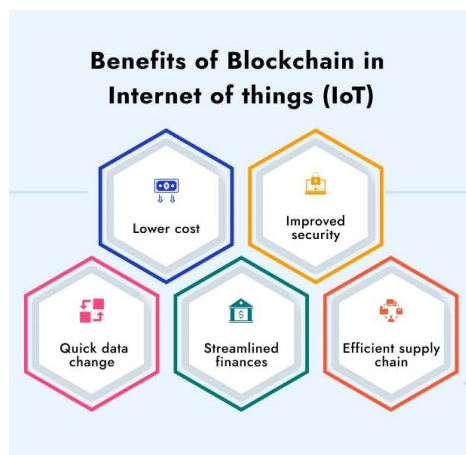 Benefits of Blockchain in
Internet of things (IoT)
Lower cost
Improved
security
Quick data
change
Streamlined
finances
Efficient supply
chain